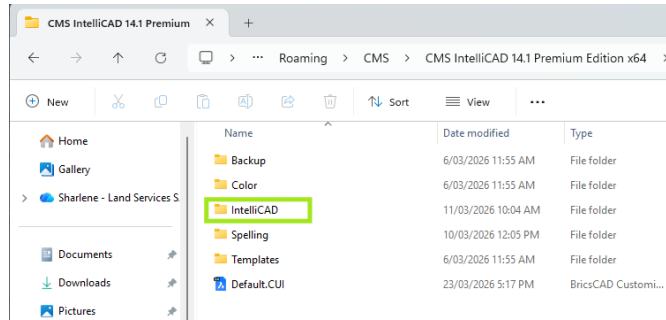 CMS IntelliCAD 14.1 Premium
Roaming > CMS > CMS IntelliCAD 14.1 Premium Edition x64 >
New Sort View
Name Date modified Type
Home
Gallery
Sharlene - Land Services S
Documents
Downloads
Pictures
Backup 6/03/2026 11:55 AM File folder
Color 6/03/2026 11:55 AM File folder
IntelliCAD 11/03/2026 10:04 AM File folder
Spelling 10/03/2026 12:05 PM File folder
Templates 6/03/2026 11:55 AM File folder
Default.CUI 23/03/2026 5:17 PM BricsCAD Customi...